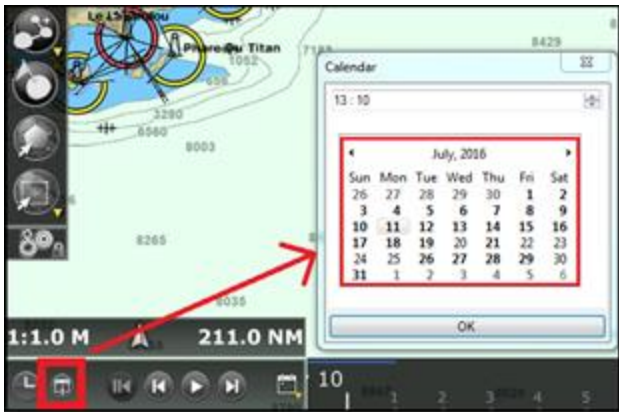 Phare Du Titan
8429
1052
Calendar
13 : 10
3280
6560
8003
July, 2016
Sun Mon Tue Wed Thu Fri Sat
26 27 28 29 30 1 2
3 4 5 6 7 8 9
10 11 12 13 14 15 16
17 18 19 20 21 22 23
24 25 26 27 28 29 30
31 1 2 3 4 5 6
8265
8035
OK
1:1.0 M 211.0 NM
10
1 2 3 4 5